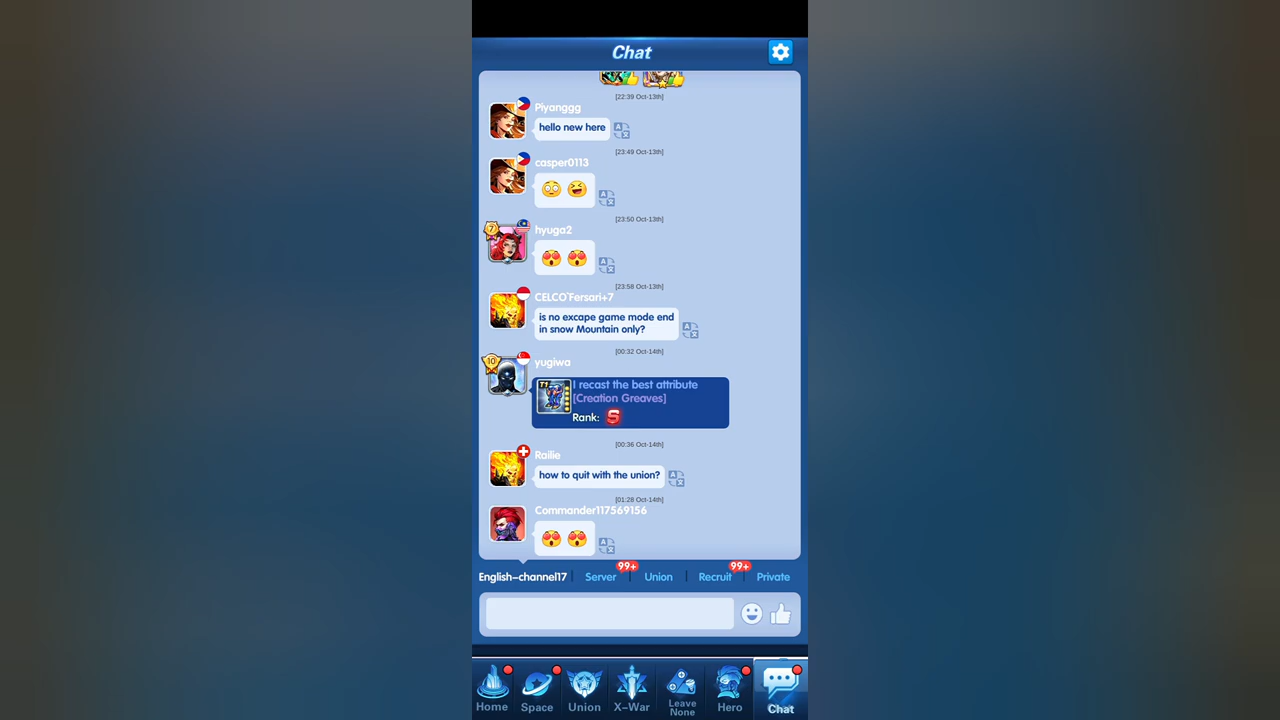 Chat
[22:39 Oct-13th]
Piyanggg
hello new here
[23:49 Oct-13th]
casper0113
[23:50 Oct-13th]
7
hyuga2
[23:58 Oct-13th]
CELCO`Fersari+7
is no excape game mode end
in snow Mountain only?
[00:32 Oct-14th]
10
yugiwa
T1
I recast the best attribute
[Creation Greaves]
Rank: S
[00:36 Oct-14th]
Railie
how to quit with the union?
[01:28 Oct-14th]
Commander117569156
99+ 99+
English-channel17 Server Union Recruit Private
Home Space Union X-War Leave None Hero Chat